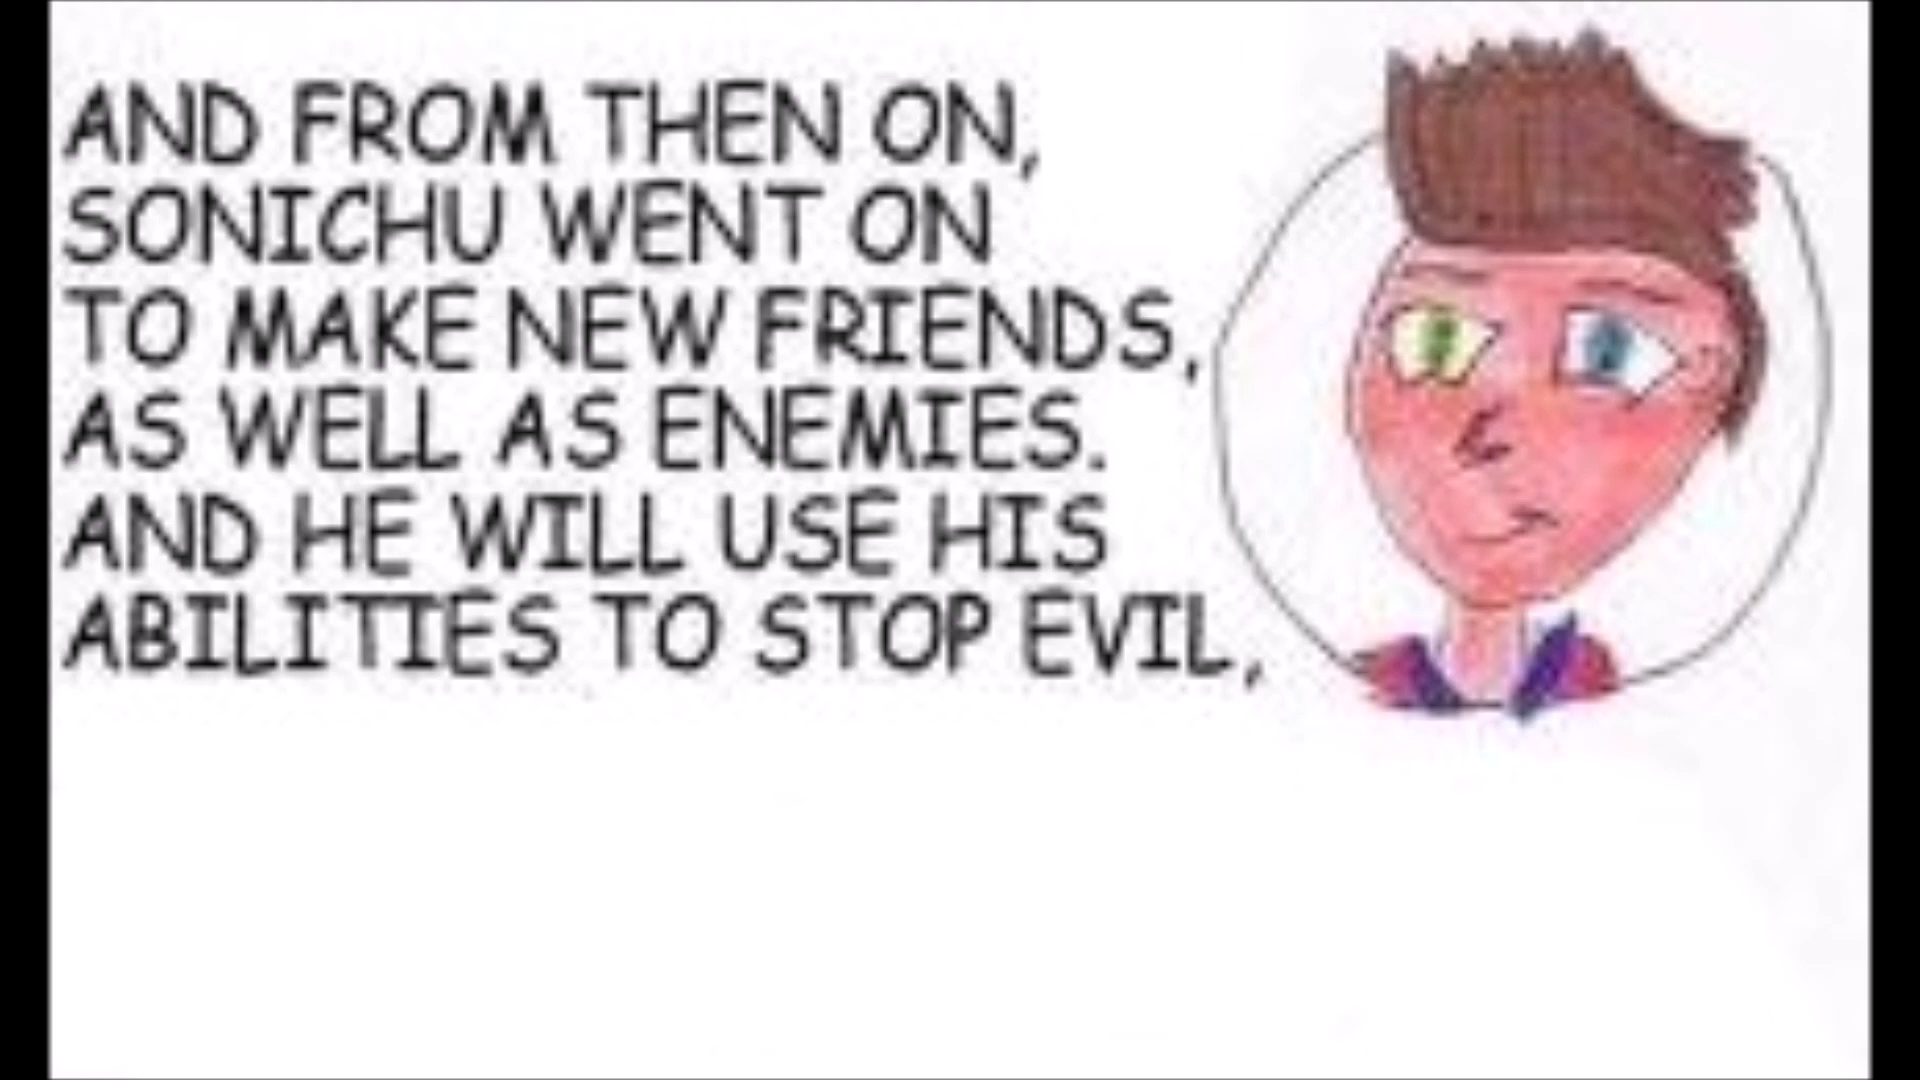 AND FROM THEN ON,
SONICHU WENT ON
TO MAKE NEW FRIENDS,
AS WELL AS ENEMIES.
AND HE WILL USE HIS
ABILITIES TO STOP EVIL,